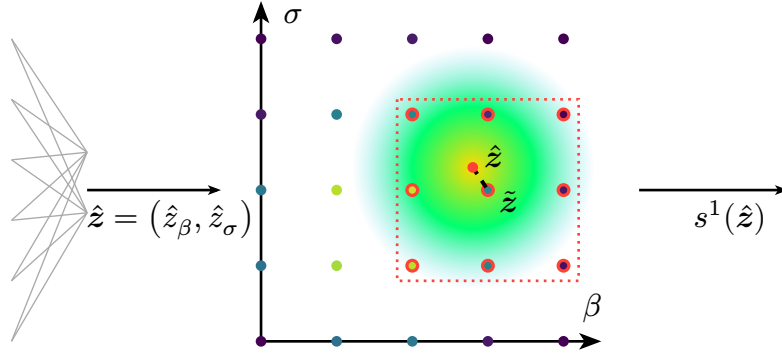 σ
ẑ
z̃
ẑ = (ẑ_β, ẑ_σ)
s¹(ẑ)
β